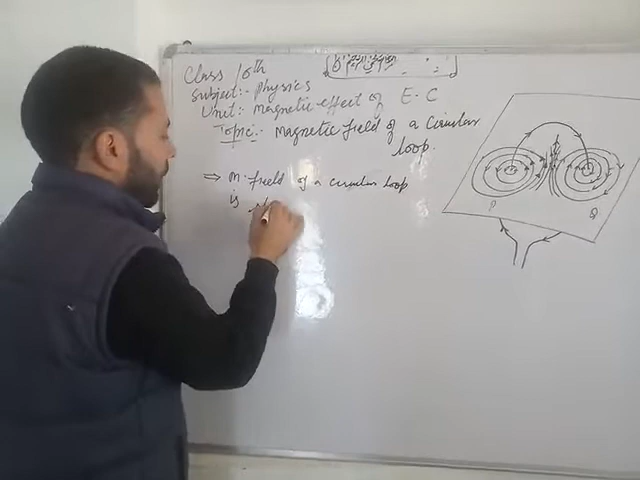 Class 10th
Subject:- Physics
Unit:- Magnetic effect of E.C
Topic:- Magnetic field of a Circular
loop.
⇒ M. field of a circular loop
is
P
Q